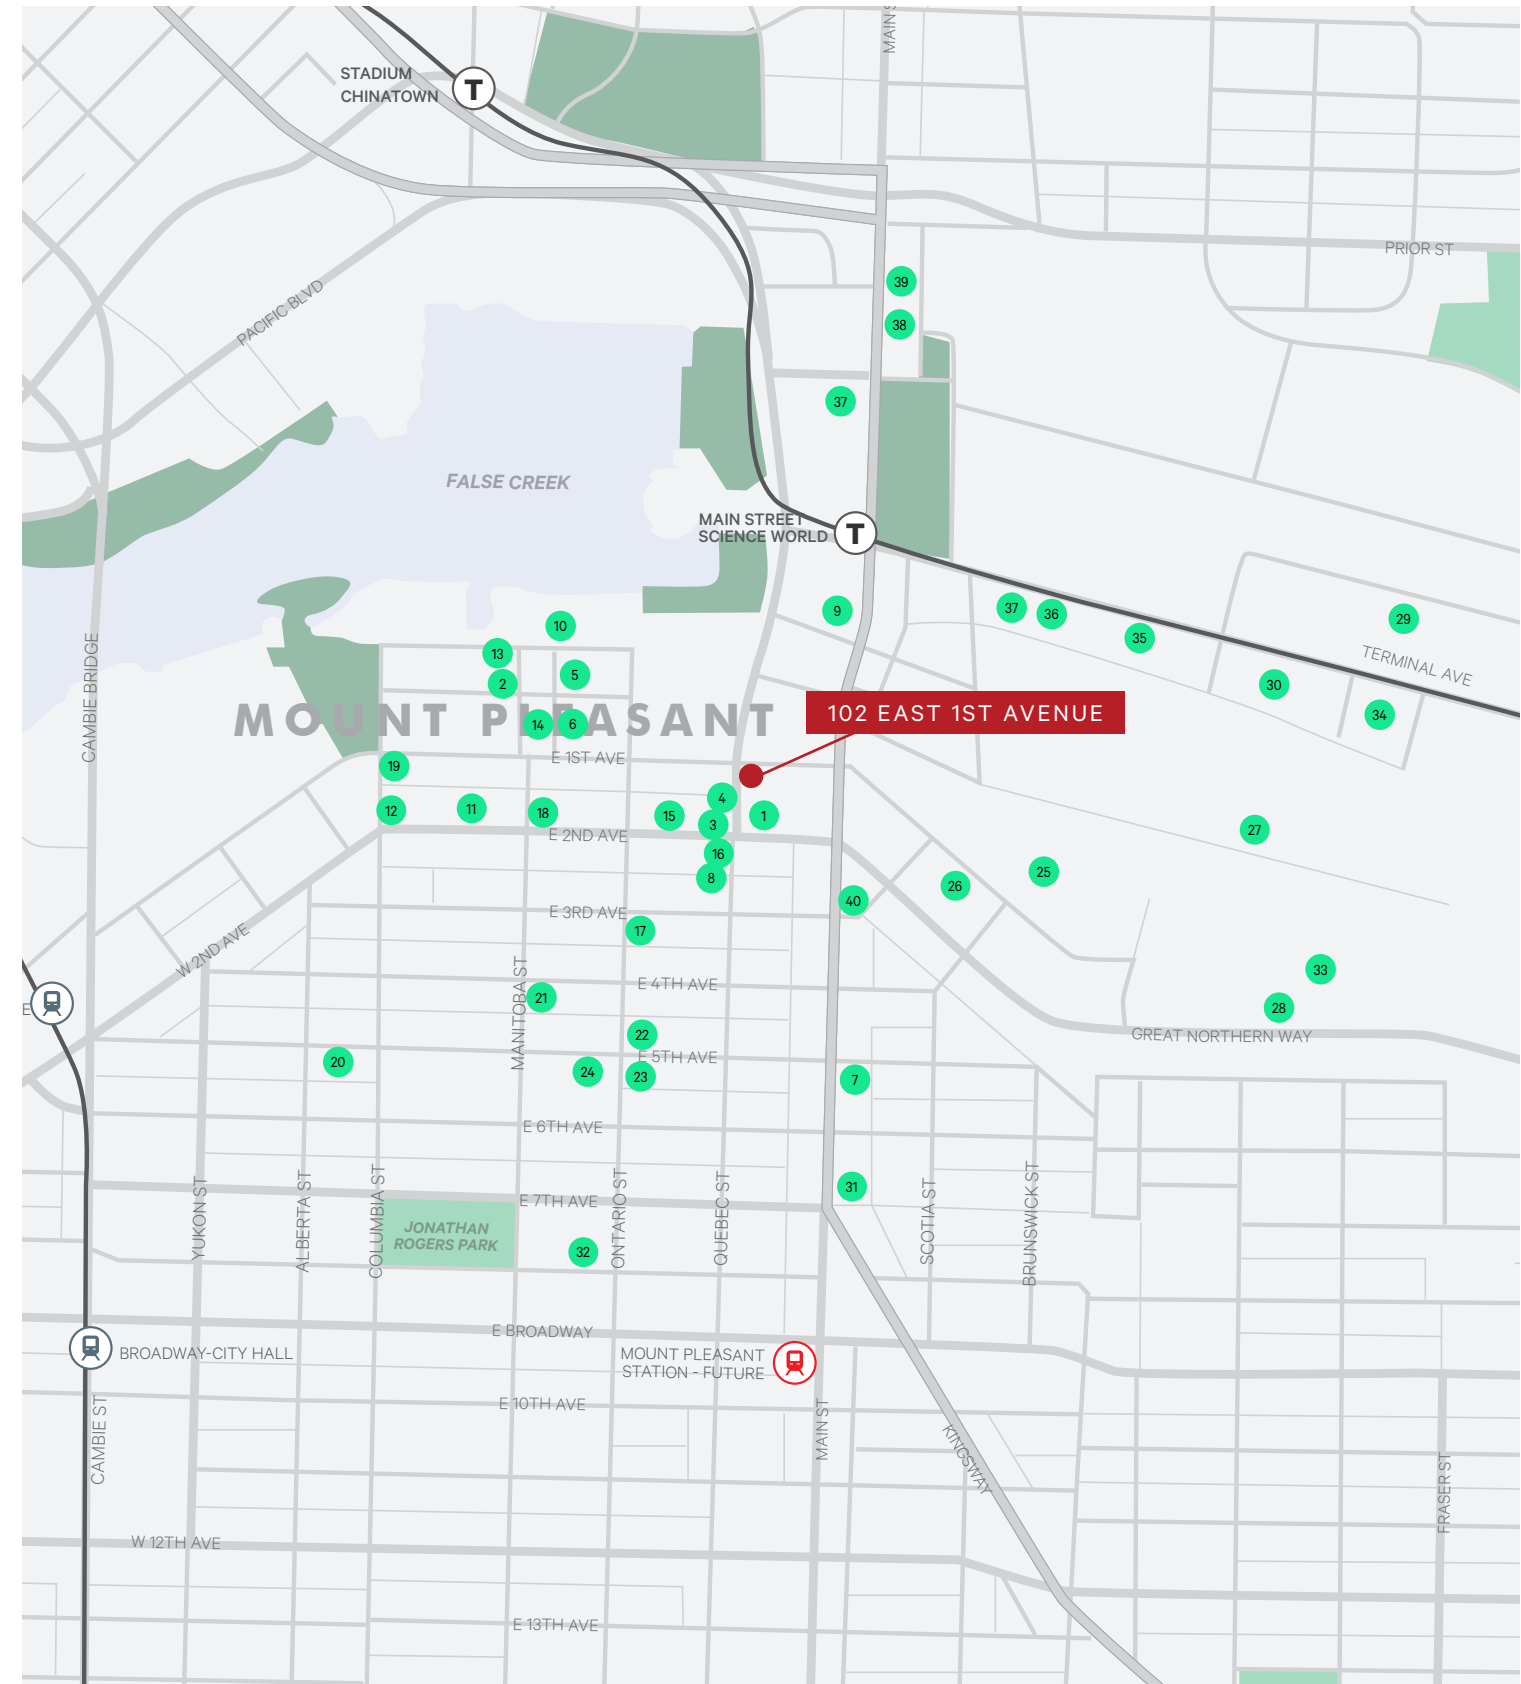 MAIN S
STADIUM
CHINATOWN
T
PRIOR ST
39
PACIFIC BLVD
38
37
FALSE CREEK
MAIN STREET
SCIENCE WORLD
T
9
37
36
29
10
35
13
CAMBIE BRIDGE
TERMINAL AVE
5
2
30
MOUNT PLEASANT
102 EAST 1ST AVENUE
34
14
6
E 1ST AVE
19
4
12
11
18
15
1
3
27
E 2ND AVE
16
25
8
26
40
E 3RD AVE
17
W 2ND AVE
33
E 4TH AVE
MANITOBA ST
21
E
28
22
GREAT NORTHERN WAY
E 5TH AVE
20
24
23
7
E 6TH AVE
31
YUKON ST
ALBERTA ST
COLUMBIA ST
E 7TH AVE
ONTARIO ST
QUEBEC ST
SCOTIA ST
BRUNSWICK ST
JONATHAN
ROGERS PARK
32
E BROADWAY
BROADWAY-CITY HALL
MOUNT PLEASANT
STATION - FUTURE
E 10TH AVE
CAMBIE ST
MAIN ST
KINGSWAY
FRASER ST
W 12TH AVE
E 13TH AVE